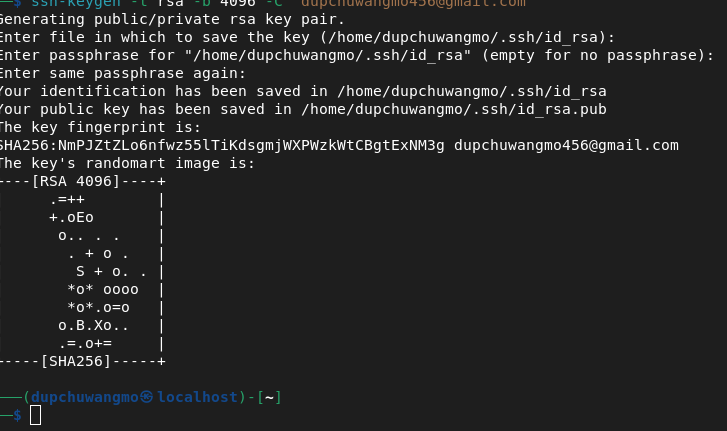 $ ssh-keygen -t rsa -b 4096 -C "dupchuwangmo456@gmail.com
Generating public/private rsa key pair.
Enter file in which to save the key (/home/dupchuwangmo/.ssh/id_rsa):
Enter passphrase for "/home/dupchuwangmo/.ssh/id_rsa" (empty for no passphrase):
Enter same passphrase again:
Your identification has been saved in /home/dupchuwangmo/.ssh/id_rsa
Your public key has been saved in /home/dupchuwangmo/.ssh/id_rsa.pub
The key fingerprint is:
SHA256:NmPJZtZLo6nfwz55lTiKdsgmjWXPWzkWtCBgtExNM3g dupchuwangmo456@gmail.com
The key's randomart image is:
----[RSA 4096]----+
|     .=++        |
|     +.oEo       |
|      o.. . .    |
|       . + o .   |
|        S + o. . |
|       *o* oooo  |
|       *o*.o=o   |
|      o.B.Xo..   |
|      .=.o+=     |
-----[SHA256]-----+
──(dupchuwangmo㉿localhost)-[~]
─$